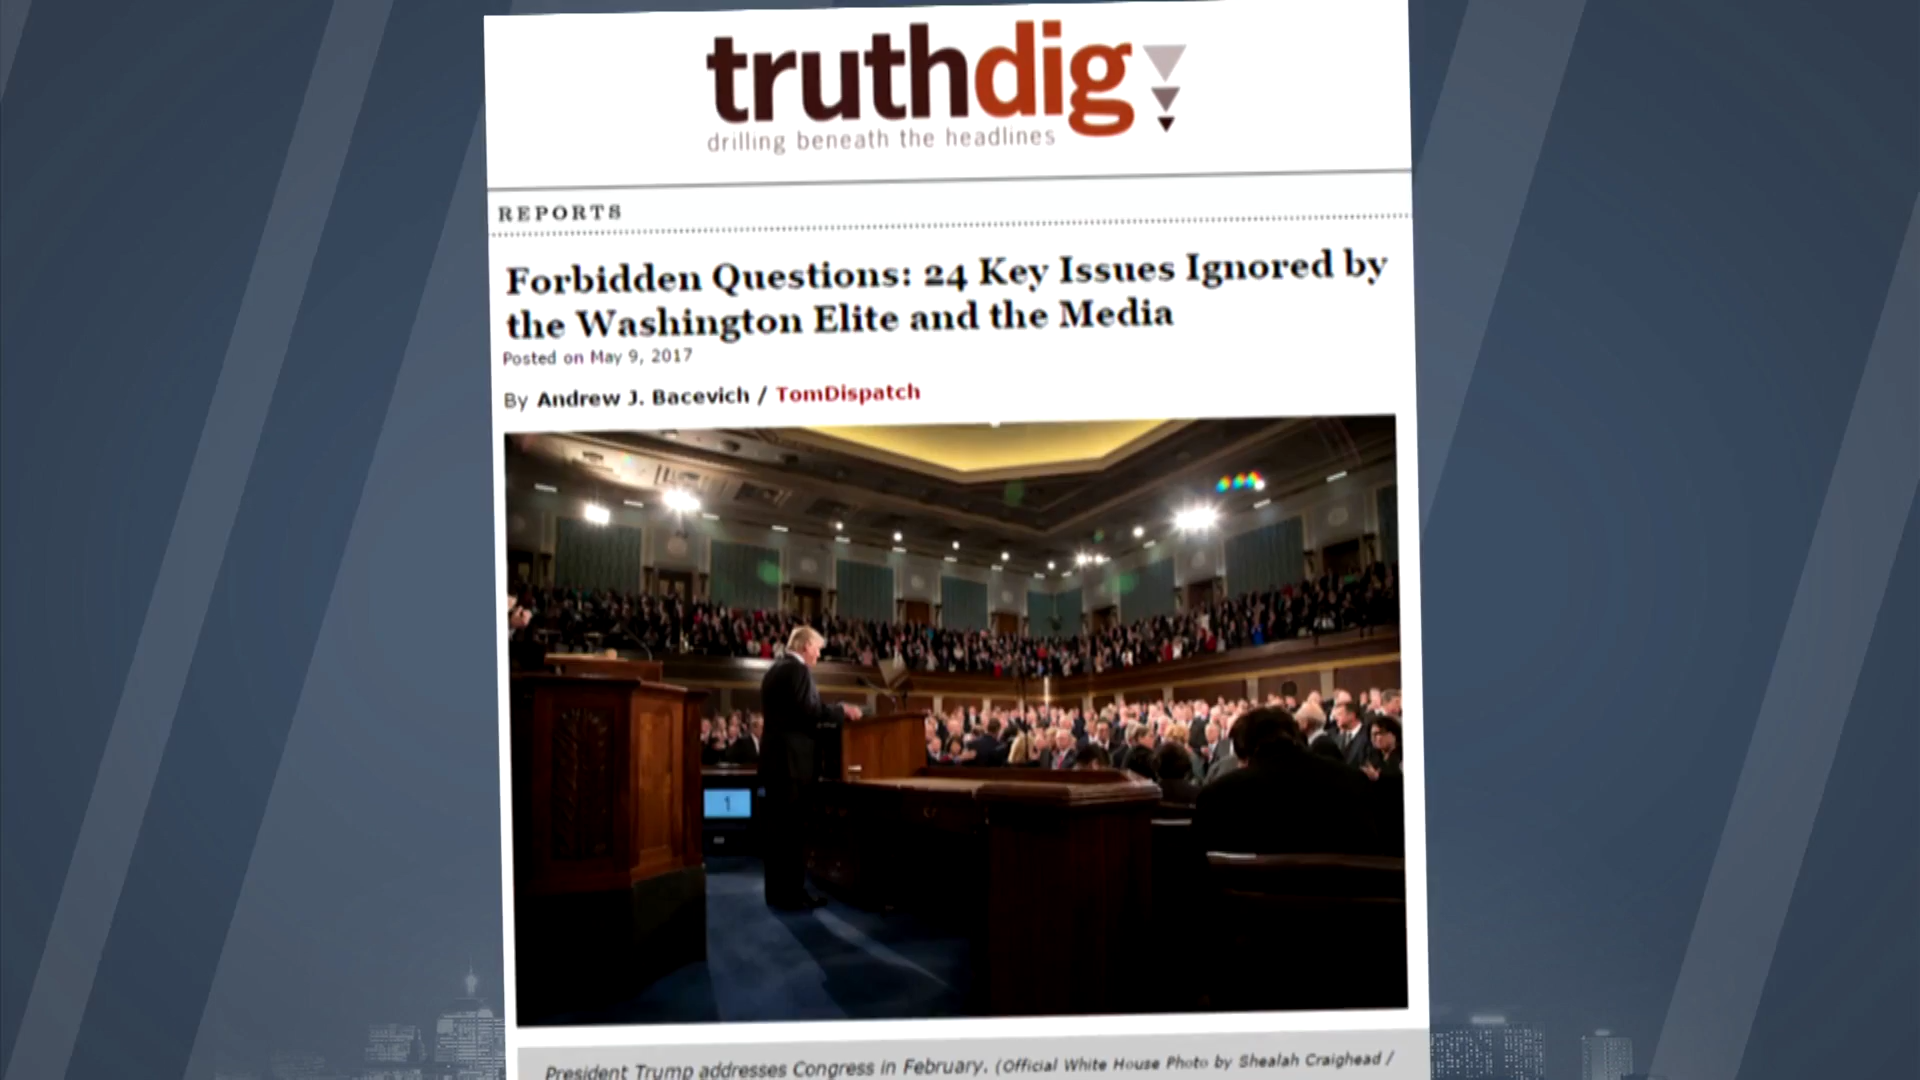 truthdig
drilling beneath the headlines
REPORTS
Forbidden Questions: 24 Key Issues Ignored by
the Washington Elite and the Media
Posted on May 9, 2017
By Andrew J. Bacevich / TomDispatch
1
President Trump addresses Congress in February. (Official White House Photo by Shealah Craighead /